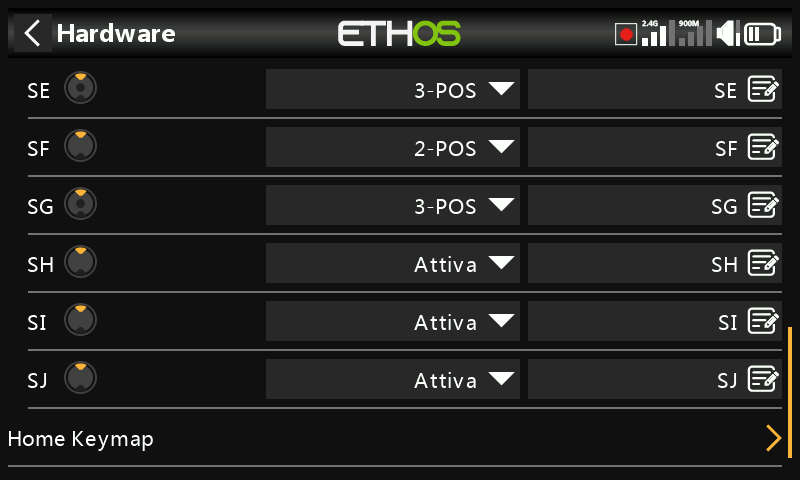 Hardware
ETHOS
2.4G
900M
SE 3-POS SE
SF 2-POS SF
SG 3-POS SG
SH Attiva SH
SI Attiva SI
SJ Attiva SJ
Home Keymap